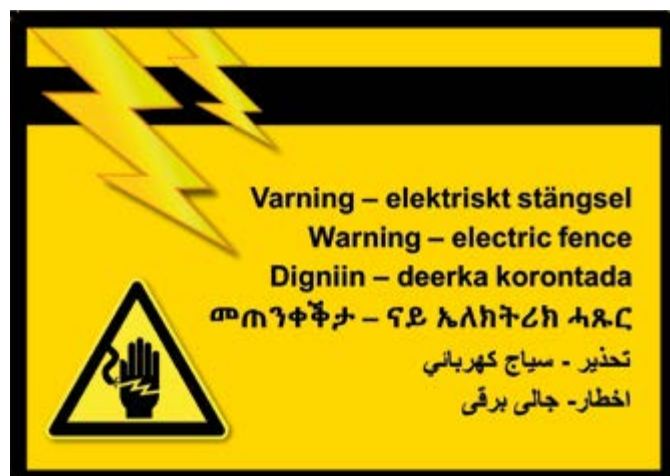 Varning – elektriskt stängsel
Warning – electric fence
Digniin – deerka korontada
መጠንቀቕታ – ናይ ኤለክትሪክ ሓጹር
تحذير - سياج كهربائي
اخطار- جالی برقی